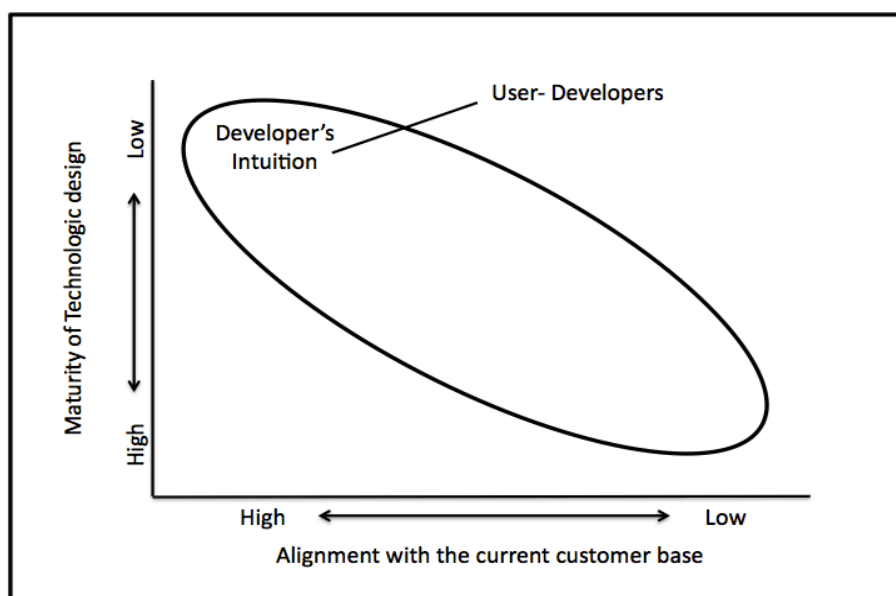 User- Developers
Developer's
Intuition
Low
Maturity of Technologic design
High
High
Low
Alignment with the current customer base